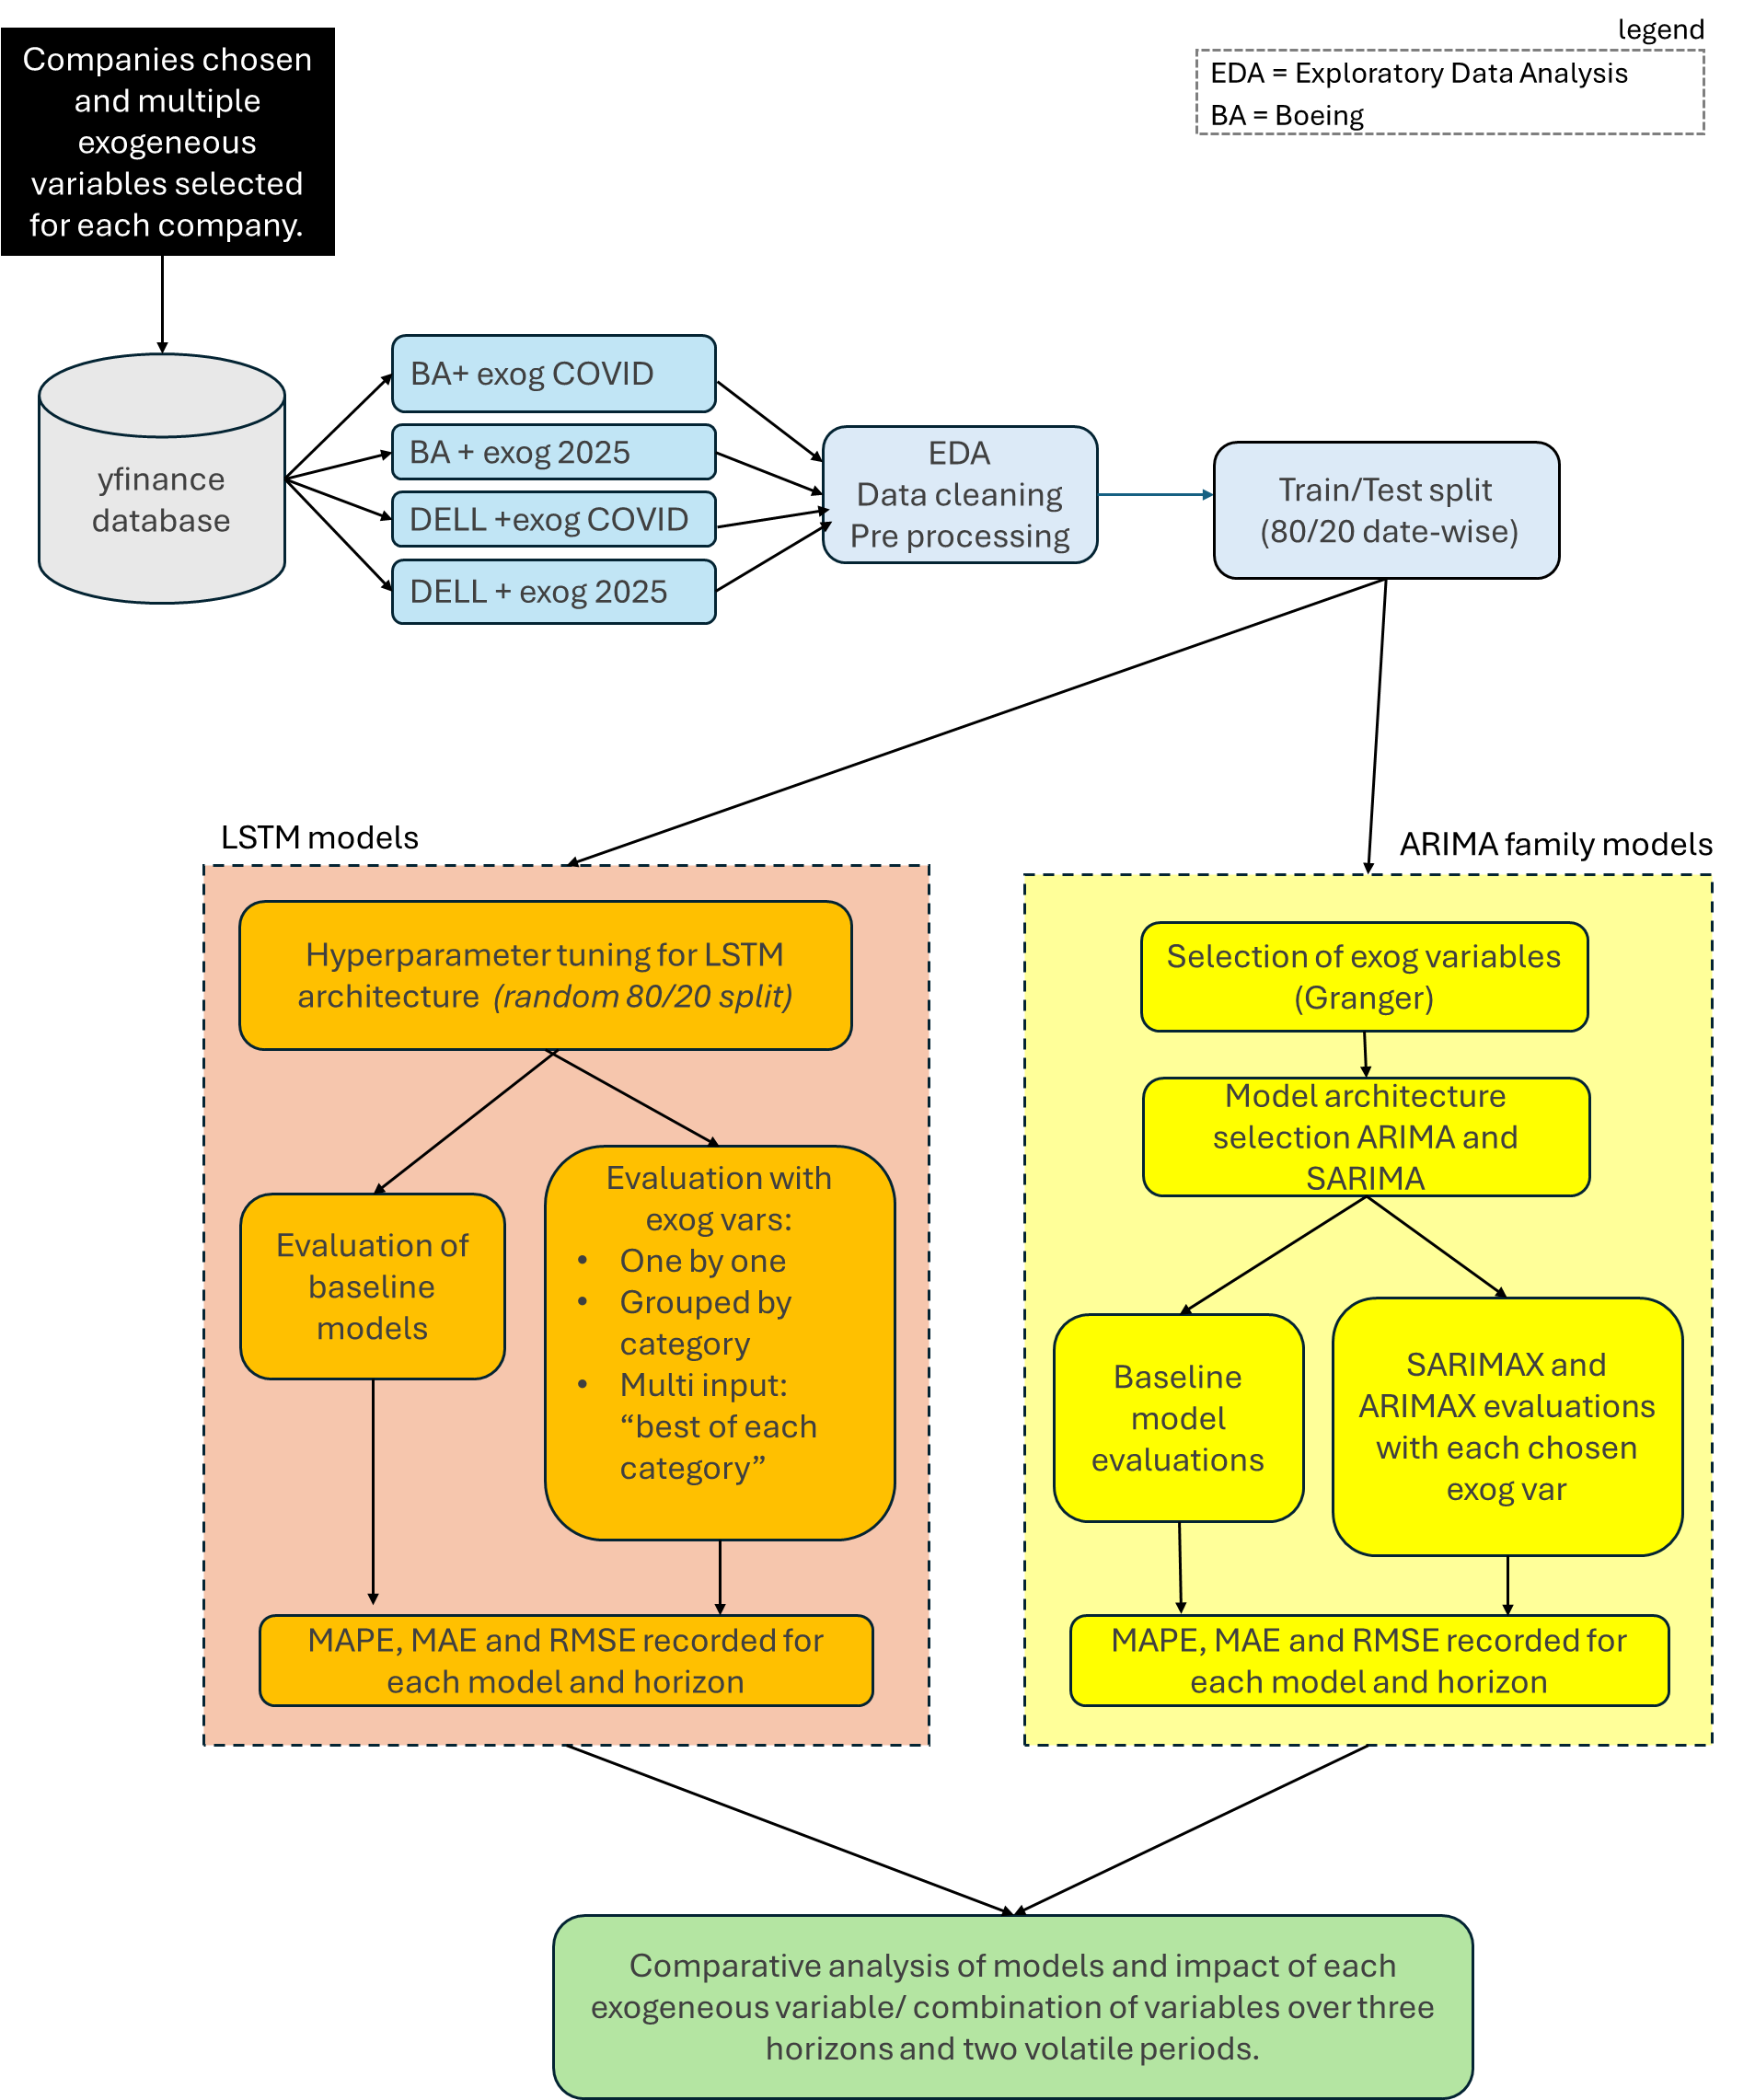 legend
EDA = Exploratory Data Analysis
BA = Boeing
Companies chosen
and multiple
exogeneous
variables selected
for each company.
yfinance
database
BA+ exog COVID
BA + exog 2025
DELL +exog COVID
DELL + exog 2025
EDA
Data cleaning
Pre processing
Train/Test split
(80/20 date-wise)
LSTM models
Hyperparameter tuning for LSTM
architecture (random 80/20 split)
Evaluation of
baseline
models
Evaluation with
exog vars:
• One by one
• Grouped by
category
• Multi input:
“best of each
category”
MAPE, MAE and RMSE recorded for
each model and horizon
ARIMA family models
Selection of exog variables
(Granger)
Model architecture
selection ARIMA and
SARIMA
Baseline
model
evaluations
SARIMAX and
ARIMAX evaluations
with each chosen
exog var
MAPE, MAE and RMSE recorded for
each model and horizon
Comparative analysis of models and impact of each
exogeneous variable/ combination of variables over three
horizons and two volatile periods.